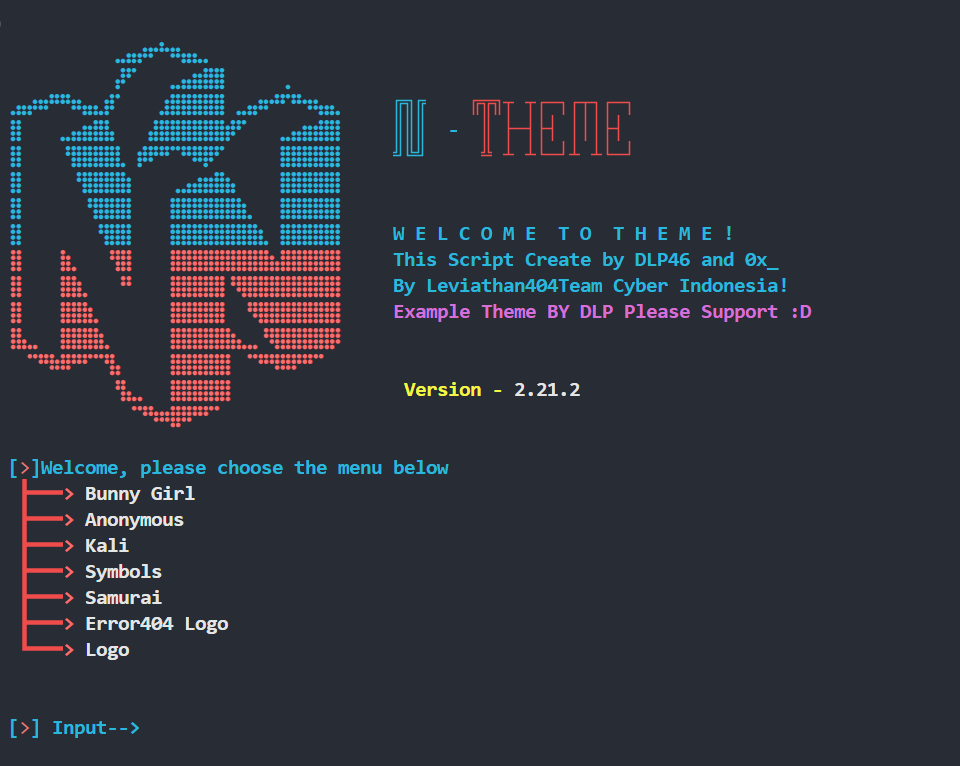 N - THEME
W E L C O M E  T O  T H E M E !
This Script Create by DLP46 and 0x_
By Leviathan404Team Cyber Indonesia!
Example Theme BY DLP Please Support :D
Version - 2.21.2
[>]Welcome, please choose the menu below
> Bunny Girl
> Anonymous
> Kali
> Symbols
> Samurai
> Error404 Logo
> Logo
[>] Input-->